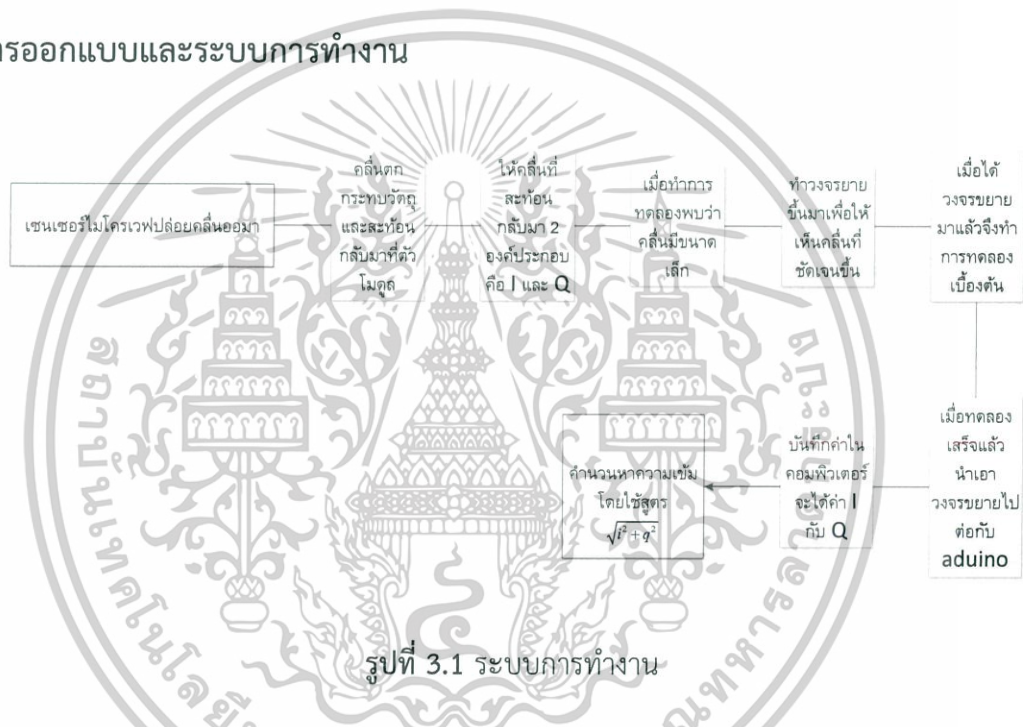 รออกแบบและระบบการทำงาน
เซนเซอร์ไมโครเวฟปล่อยคลื่นออมา
คลื่นตก
กระทบวัตถุ
และสะท้อน
กลับมาที่ตัว
โมดูล
ให้คลื่นที่
สะท้อน
กลับมา 2
องค์ประกอบ
คือ I และ Q
เมื่อทำการ
ทดลองพบว่า
คลื่นมีขนาด
เล็ก
ทำวงจรยาย
ขึ้นมาเพื่อให้
เห็นคลื่นที่
ชัดเจนขึ้น
เมื่อได้
วงจรขยาย
มาแล้วจึงทำ
การทดลอง
เบื้องต้น
เมื่อทดลอง
เสร็จแล้ว
นำเอา
วงจรขยายไป
ต่อกับ
aduino
บันทึกค่าใน
คอมพิวเตอร์
จะได้ค่า I
กับ Q
คำนวนหาความเข้ม
โดยใช้สูตร
√i² + q²
รูปที่ 3.1 ระบบการทำงาน
สถาบันเทคโนโลยี